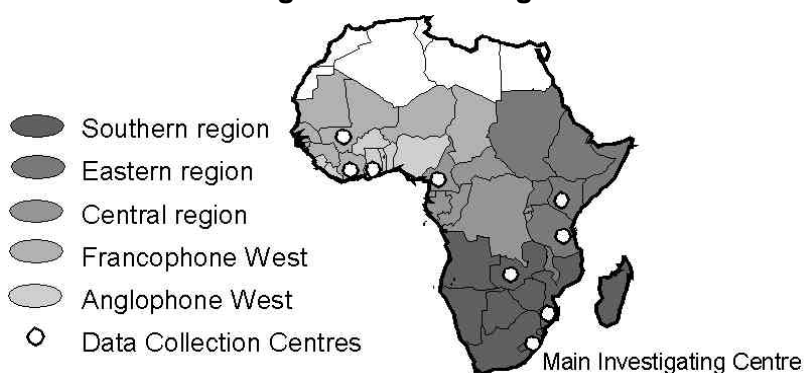 Southern region
Eastern region
Central region
Francophone West
Anglophone West
Data Collection Centres
Main Investigating Centre